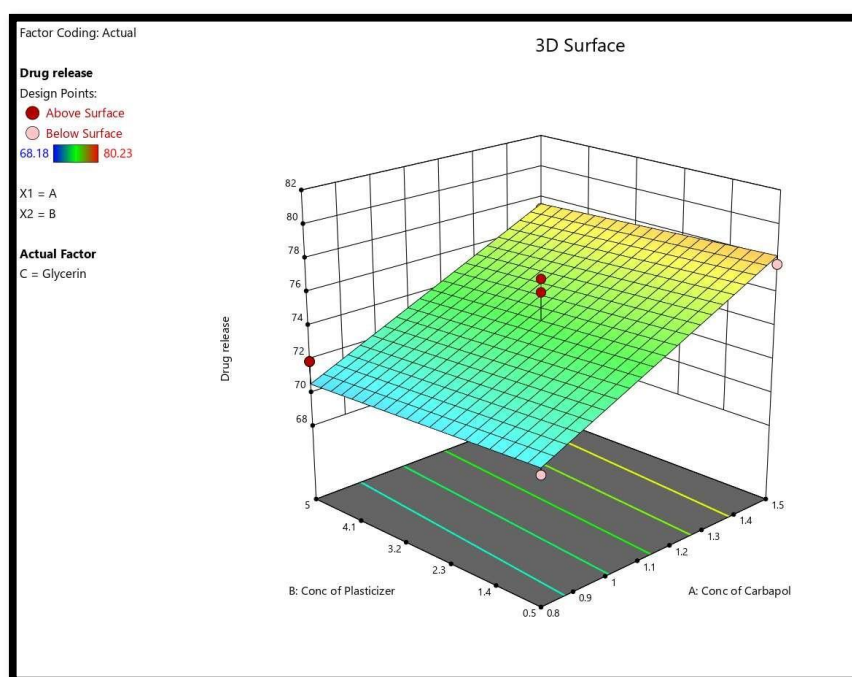 Factor Coding: Actual
3D Surface
Drug release
Design Points:
Above Surface
Below Surface
68.18 80.23
X1 = A
X2 = B
Actual Factor
C = Glycerin
Drug release
82
80
78
76
74
72
70
68
5
4.1
3.2
2.3
1.4
0.5
B: Conc of Plasticizer
0.8
0.9
1
1.1
1.2
1.3
1.4
1.5
A: Conc of Carbapol